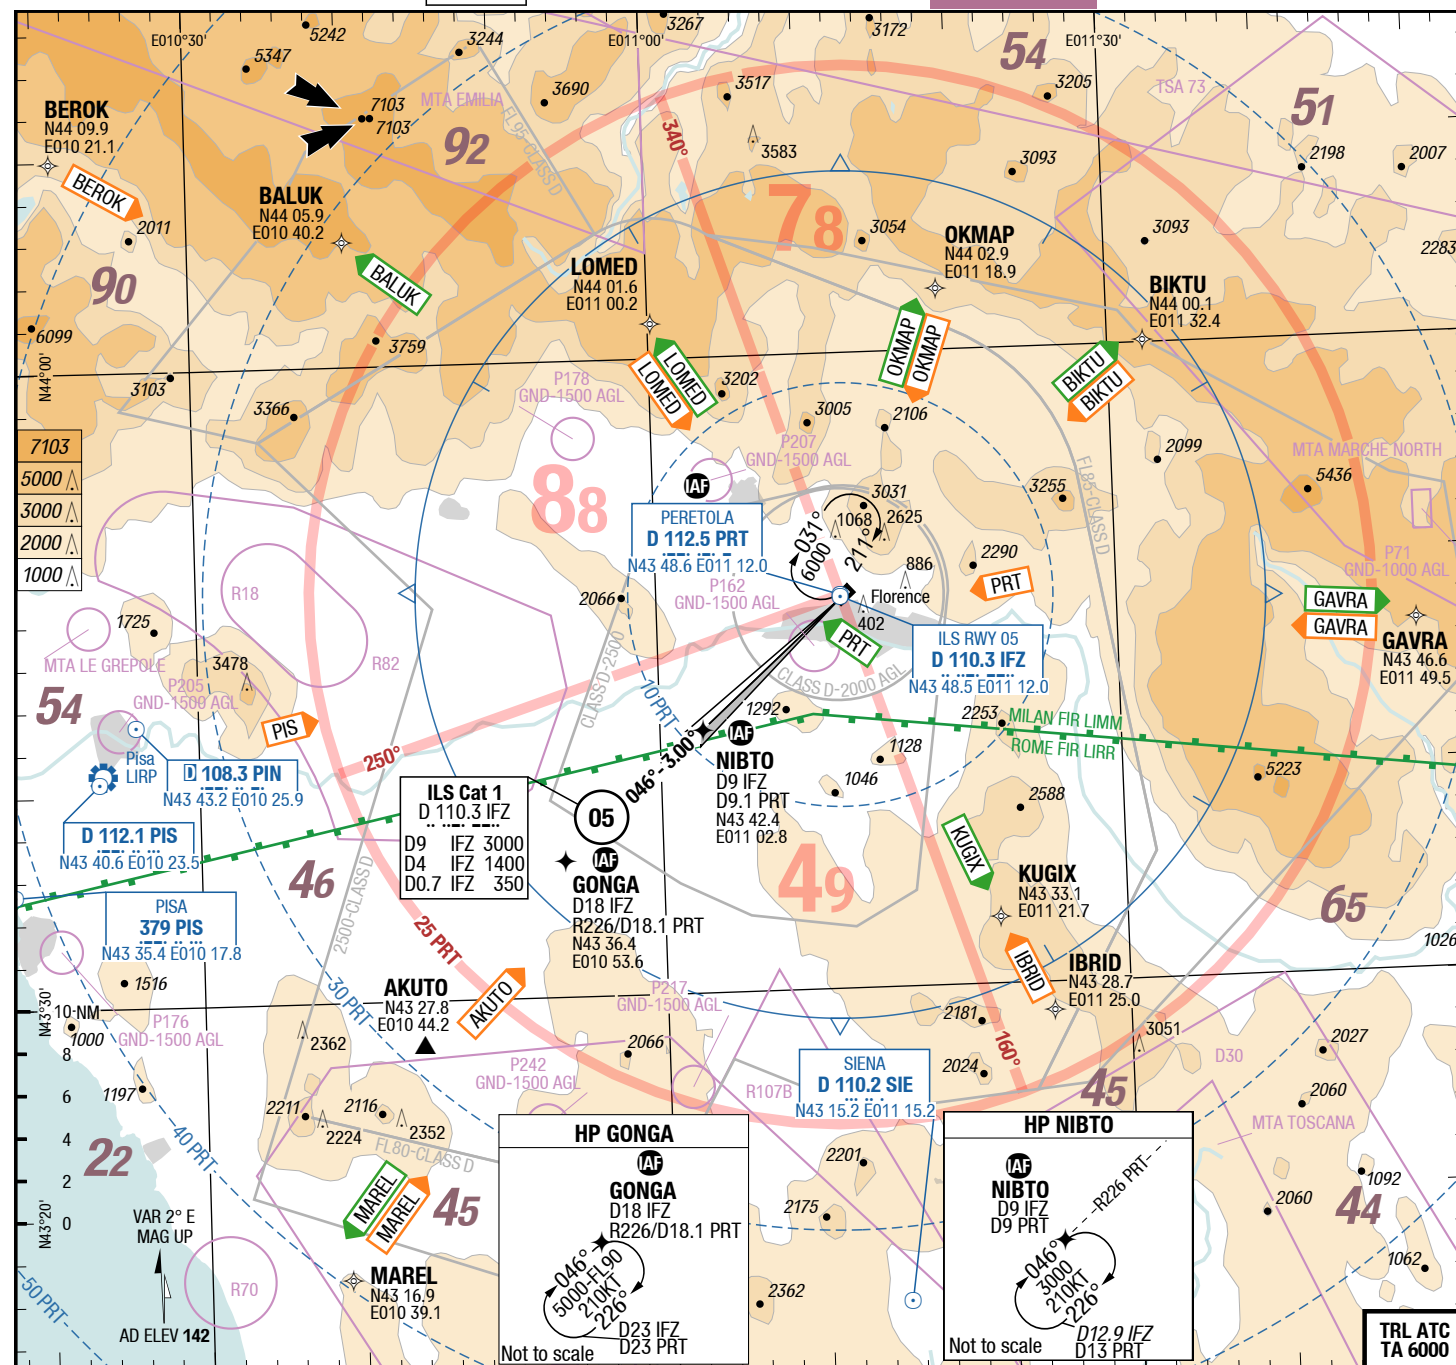 3267
3172
5242
E010°30'
3244
E011°00'
E011°30'
5347
54
3690
3517
3205
TSA 73
51
7103
7103
MTA EMILIA
FL95-CLASS D
92
340°
3583
3093
2198
2007
BEROK
N44 09.9
E010 21.1
BEROK
2011
BALUK
N44 05.9
E010 40.2
BALUK
78
3054
3093
2283
OKMAP
N44 02.9
E011 18.9
90
LOMED
N44 01.6
E011 00.2
BIKTU
N44 00.1
E011 32.4
6099
3759
OKMAP
OKMAP
BIKTU
BIKTU
N44°00'
3103
3366
P178
GND-1500 AGL
LOMED
LOMED
3202
3005
2106
2099
7103
5000
3000
2000
1000
P207
GND-1500 AGL
MTA MARCHE NORTH
FL85-CLASS D
5436
88
IAF
PERETOLA
D 112.5 PRT
N43 48.6 E011 12.0
3031
1068
2625
3255
031°
6000
211°
886
2290
PRT
P71
GND-1000 AGL
P162
GND-1500 AGL
2066
R18
1725
Florence
402
PRT
GAVRA
GAVRA
GAVRA
N43 46.6
E011 49.5
ILS RWY 05
D 110.3 IFZ
N43 48.5 E011 12.0
MTA LE GREPOLE
R82
3478
P205
GND-1500 AGL
54
CLASS D-2500
CLASS D-2000 AGL
10 PRT
1292
2253
MILAN FIR LIMM
ROME FIR LIRR
PIS
250°
Pisa
LIRP
D 108.3 PIN
N43 43.2 E010 25.9
D 112.1 PIS
N43 40.6 E010 23.5
046°-3.00°
IAF
NIBTO
D9 IFZ
D9.1 PRT
N43 42.4
E011 02.8
1128
1046
2588
5223
ILS Cat 1
D 110.3 IFZ
D9 IFZ 3000
D4 IFZ 1400
D0.7 IFZ 350
05
IAF
GONGA
D18 IFZ
R226/D18.1 PRT
N43 36.4
E010 53.6
46
2500-CLASS D
49
KUGIX
KUGIX
N43 33.1
E011 21.7
65
1026
PISA
379 PIS
N43 35.4 E010 17.8
25 PRT
30 PRT
IBRID
IBRID
N43 28.7
E011 25.0
1516
AKUTO
N43 27.8
E010 44.2
AKUTO
P217
GND-1500 AGL
N43°30'
10 NM
8
6
4
2
0
1000
P176
GND-1500 AGL
2362
2066
2181
160°
3051
2027
2024
D30
P242
GND-1500 AGL
R107B
SIENA
D 110.2 SIE
N43 15.2 E011 15.2
45
2060
1197
2211
2116
2224
2352
FL80-CLASS D
MTA TOSCANA
22
40 PRT
MAREL
MAREL
45
HP GONGA
IAF
GONGA
D18 IFZ
R226/D18.1 PRT
046°
5000-FL90
210KT
226°
D23 IFZ
D23 PRT
Not to scale
2201
2175
2362
HP NIBTO
IAF
NIBTO
D9 IFZ
D9 PRT
R226 PRT
046°
3000
210KT
226°
D12.9 IFZ
D13 PRT
Not to scale
1092
2060
44
1062
N43°20'
VAR 2° E
MAG UP
MAREL
N43 16.9
E010 39.1
R70
50 PRT
AD ELEV 142
TRL ATC
TA 6000